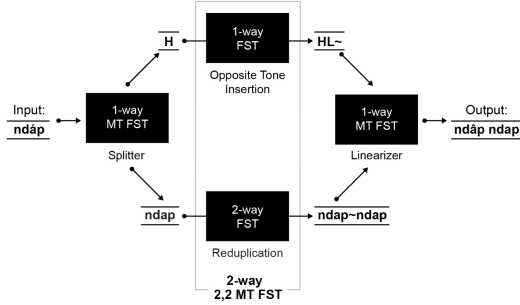 H
1-way
FST
HL~
Opposite Tone
Insertion
Input:
ndáp
1-way
MT FST
Splitter
1-way
MT FST
Linearizer
Output:
ndâp ndap
ndap
2-way
FST
ndap~ndap
Reduplication
2-way
2,2 MT FST